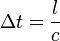 Δt = l/c